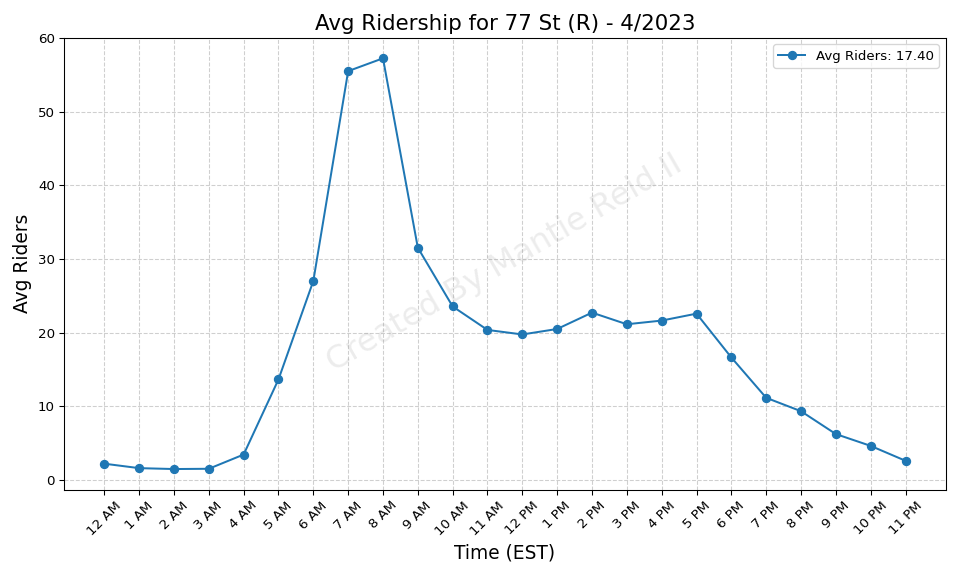 Avg Ridership for 77 St (R) - 4/2023
Avg Riders: 17.40
60
50
40
30
20
10
0
Avg Riders
Created By Mantie Reid II
12 AM 1 AM 2 AM 3 AM 4 AM 5 AM 6 AM 7 AM 8 AM 9 AM 10 AM 11 AM 12 PM 1 PM 2 PM 3 PM 4 PM 5 PM 6 PM 7 PM 8 PM 9 PM 10 PM 11 PM
Time (EST)